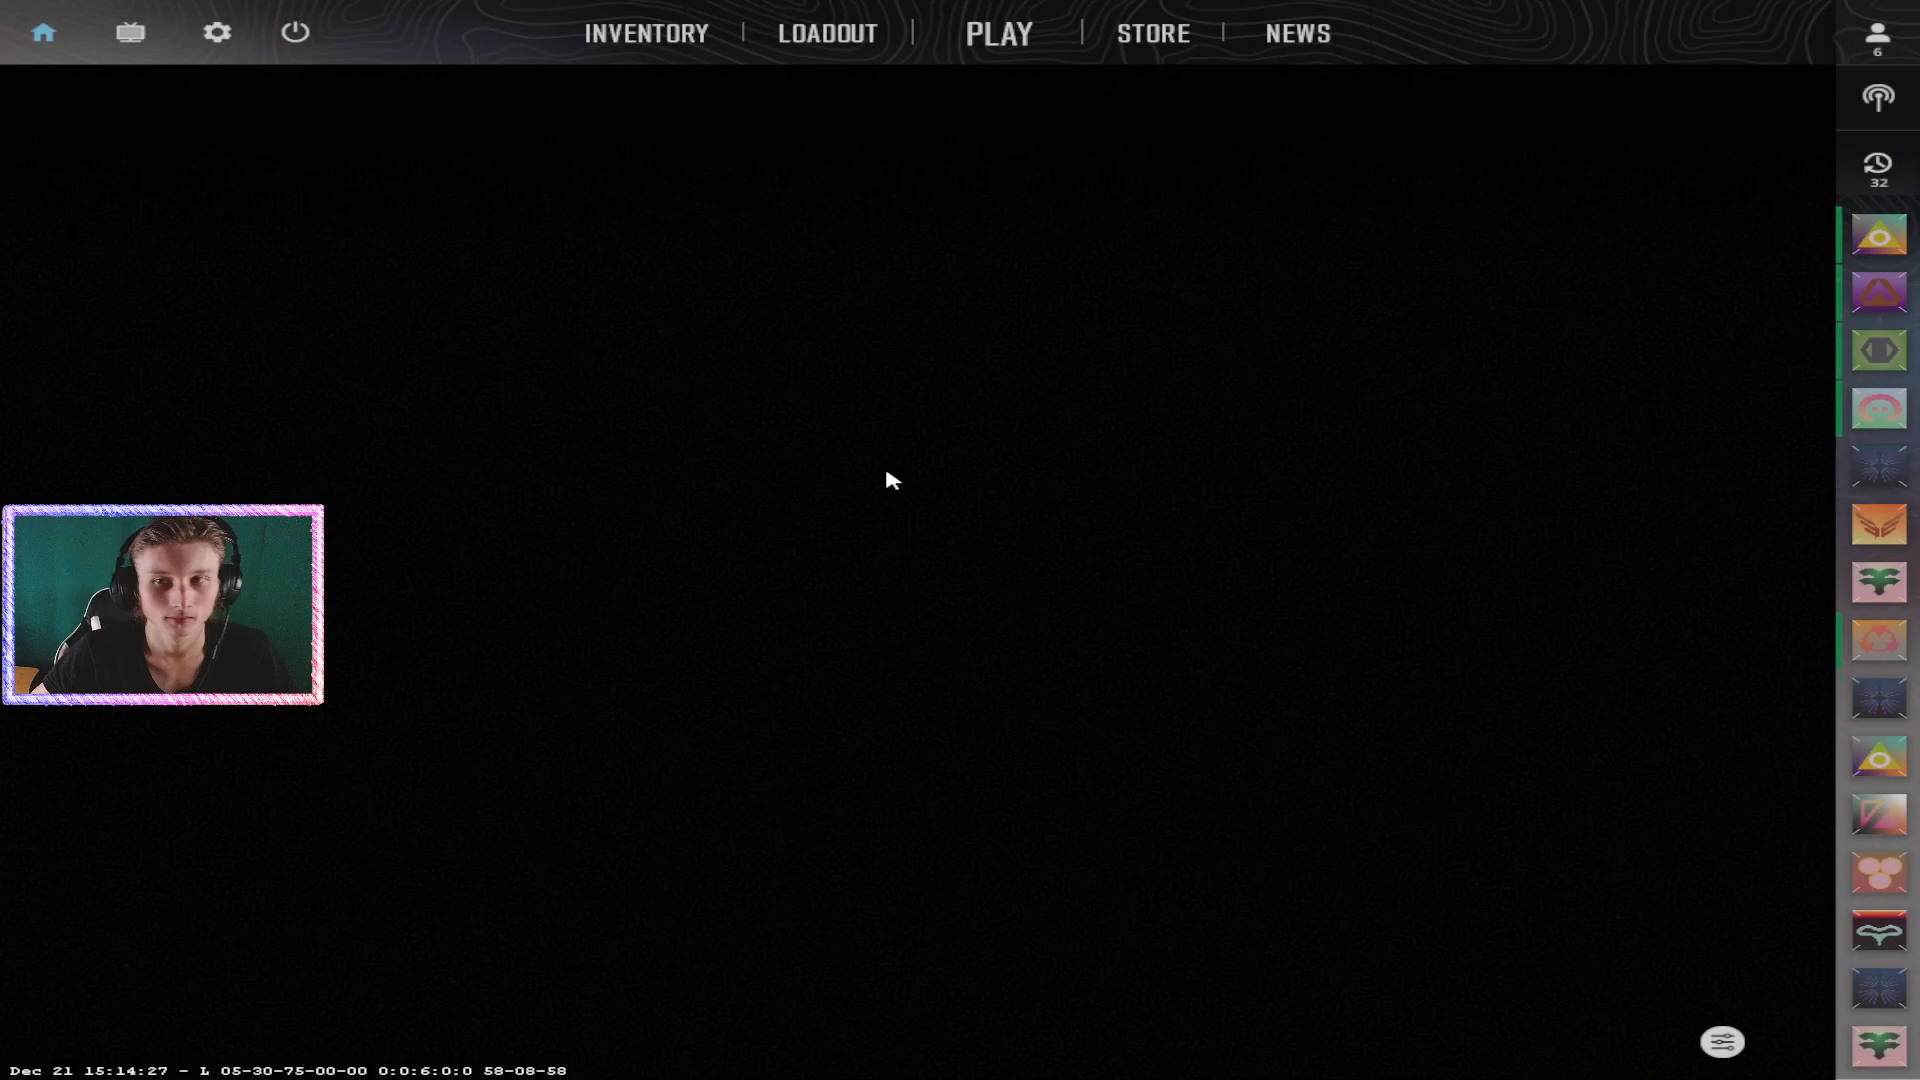 INVENTORY | LOADOUT | PLAY | STORE | NEWS
6
32
Dec 21 15:14:27 - L 05-30-75-00-00 0:0:6:0:0 58-08-58